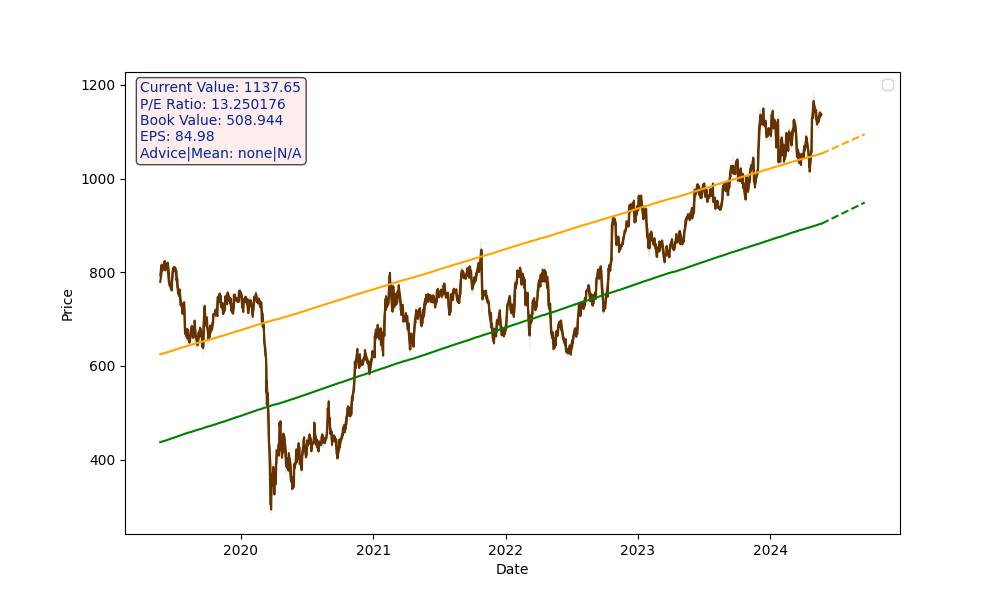 Current Value: 1137.65
P/E Ratio: 13.250176
Book Value: 508.944
EPS: 84.98
Advice|Mean: none|N/A
1200
1000
800
600
400
Price
2020 2021 2022 2023 2024
Date